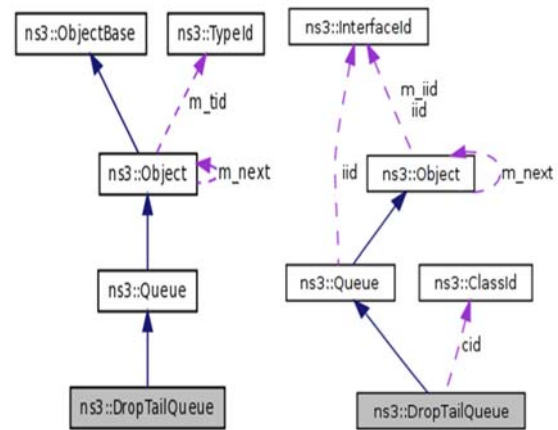 ns3::ObjectBase
ns3::TypeId
m_tid
ns3::Object
m_next
ns3::Queue
ns3::DropTailQueue
ns3::InterfaceId
m_iid
iid
iid
ns3::Object
m_next
ns3::Queue
ns3::ClassId
cid
ns3::DropTailQueue